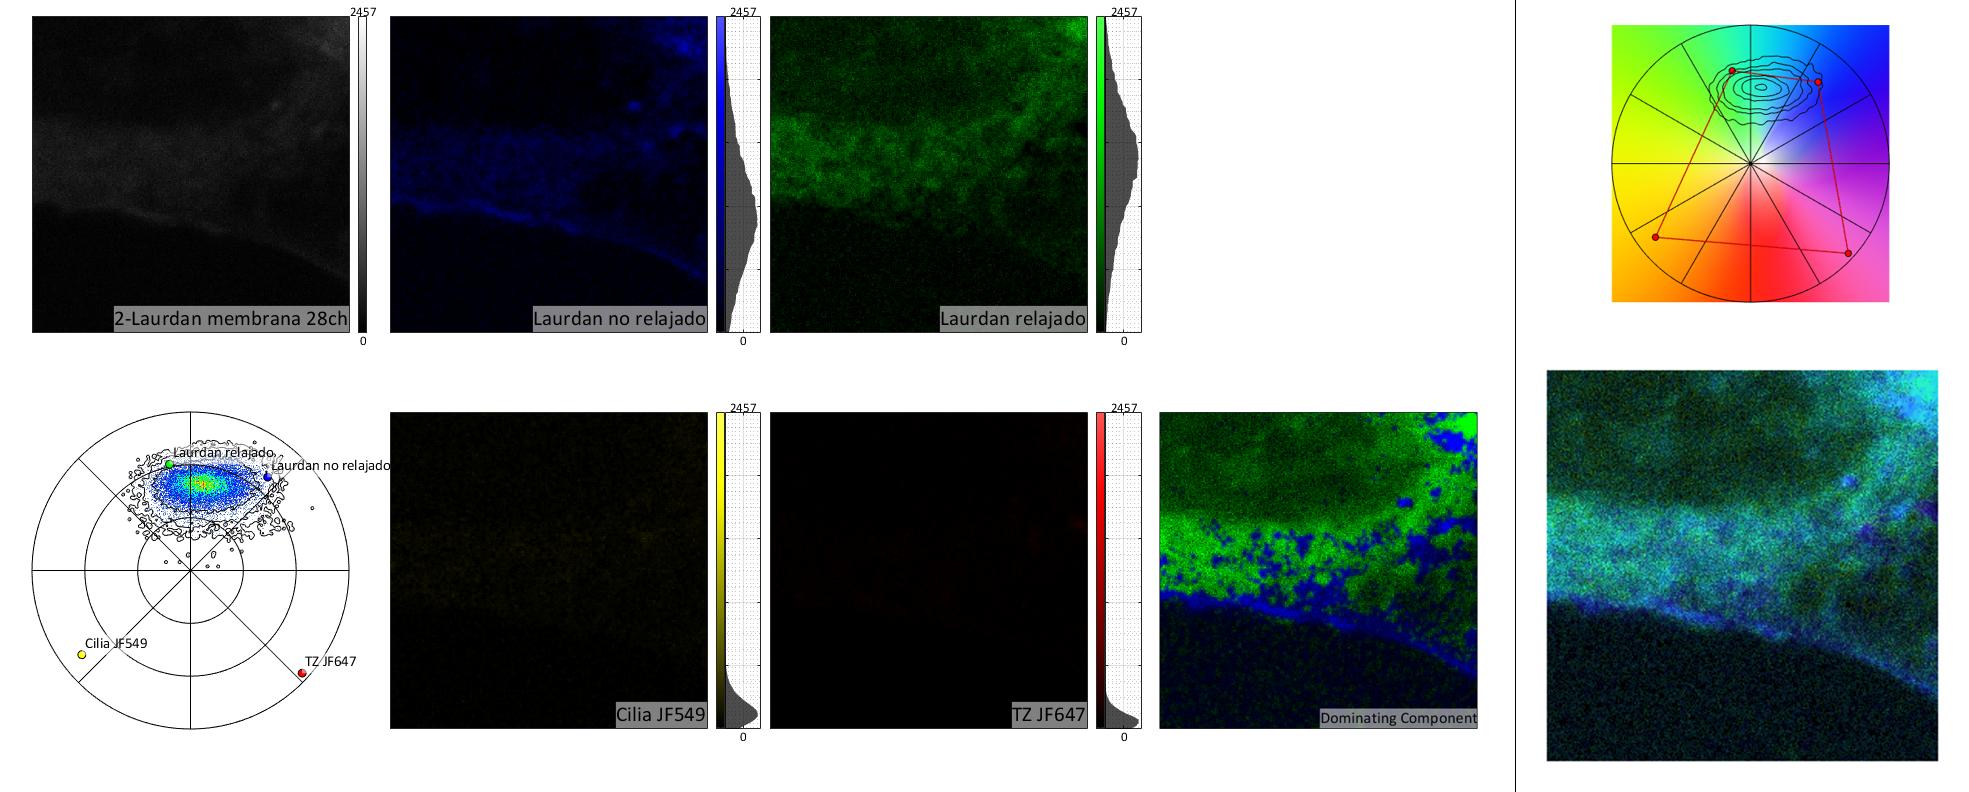 2457
2457
2457
2-Laurdan membrana 28ch
Laurdan no relajado
Laurdan relajado
0
0
0
2457
2457
Laurdan relajado
Laurdan no relajado
Cilia JF549
TZ JF647
Cilia JF549
TZ JF647
Dominating Component
0
0